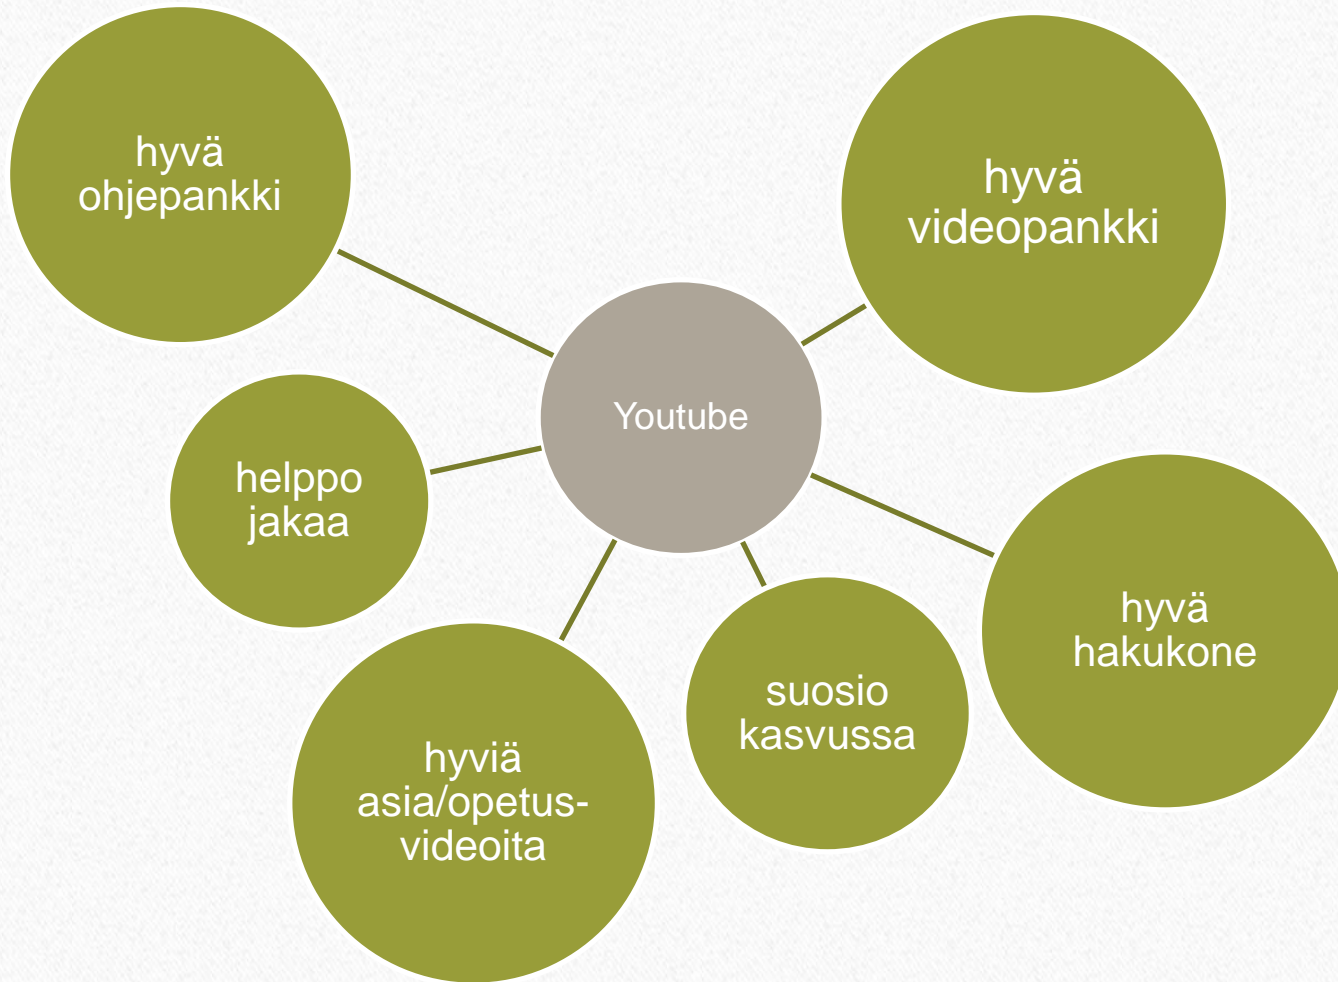 hyvä
ohjepankki
hyvä
videopankki
Youtube
helppo
jakaa
hyvä
hakukone
suosio
kasvussa
hyviä
asia/opetus-
videoita